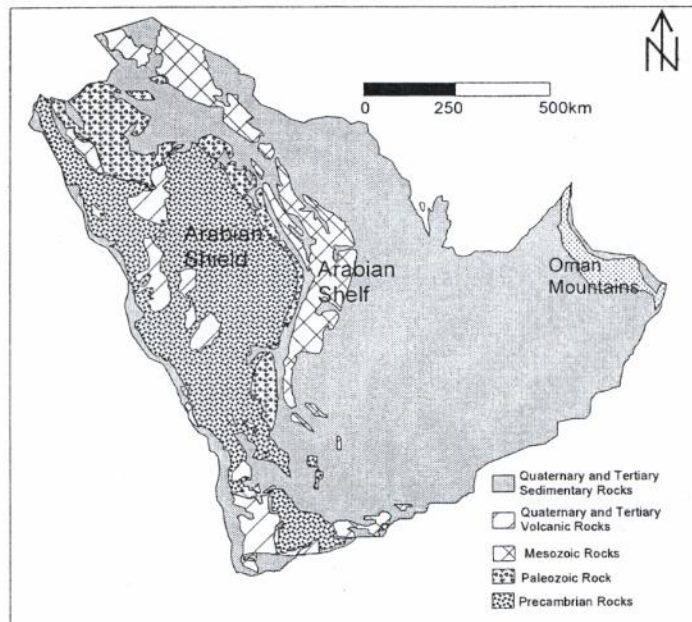 N
0 250 500km
Arabian
Shield
Arabian
Shelf
Oman
Mountains
Quaternary and Tertiary
Sedimentary Rocks
Quaternary and Tertiary
Volcanic Rocks
Mesozoic Rocks
Paleozoic Rock
Precambrian Rocks